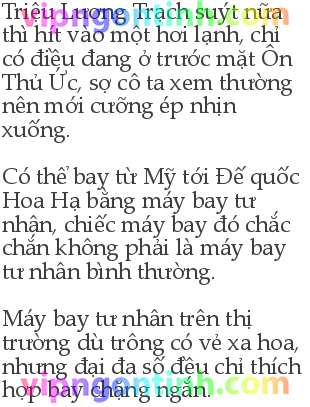 Triệu Lương Trạch suýt nữa
thì hít vào một hơi lạnh, chỉ
có điều đang ở trước mặt Ôn
Thủ Ức, sợ cô ta xem thường
nên mới cưỡng ép nhịn
xuống.
Có thể bay từ Mỹ tới Đế quốc
Hoa Hạ bằng máy bay tư
nhân, chiếc máy bay đó chắc
chắn không phải là máy bay
tư nhân bình thường.
Máy bay tư nhân trên thị
trường dù trông có vẻ xa hoa,
nhưng đại đa số đều chỉ thích
hợp bay chặng ngắn.
vipngontinh.com
vipngontinh.com